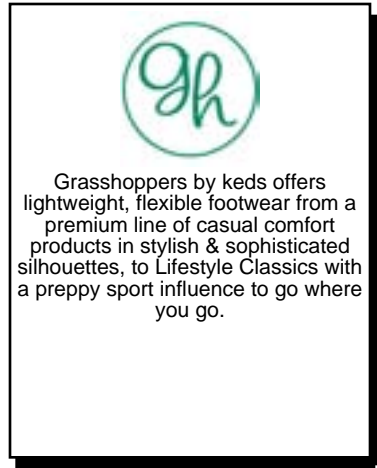 gh
Grasshoppers by keds offers
lightweight, flexible footwear from a
premium line of casual comfort
products in stylish & sophisticated
silhouettes, to Lifestyle Classics with
a preppy sport influence to go where
you go.